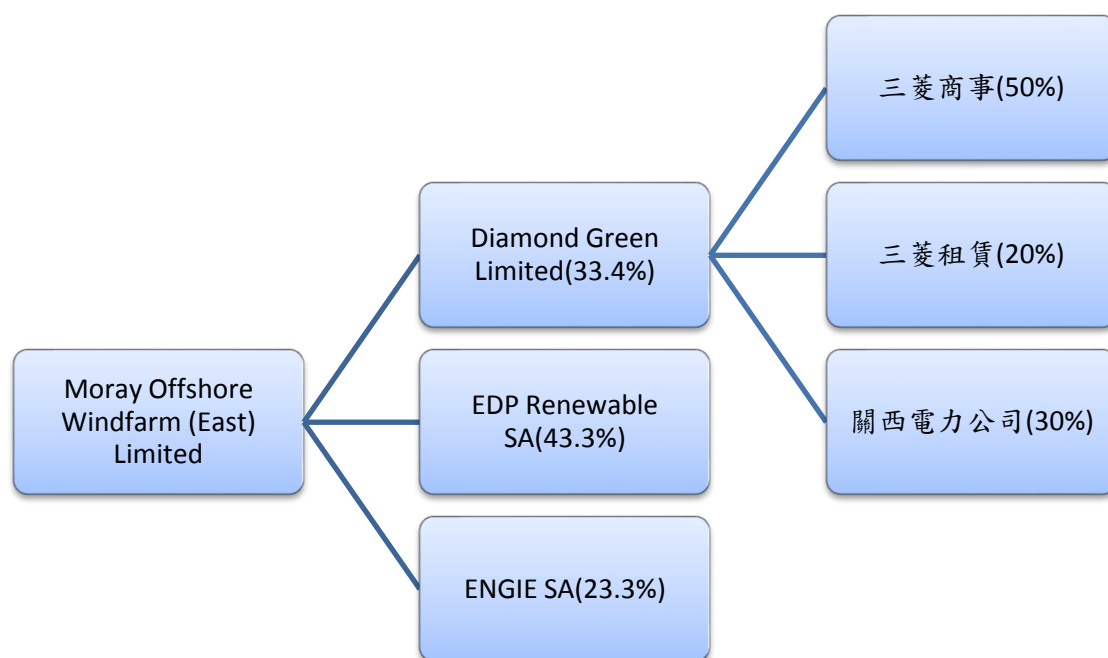 Moray Offshore
Windfarm (East)
Limited
Diamond Green
Limited(33.4%)
EDP Renewable
SA(43.3%)
ENGIE SA(23.3%)
三菱商事(50%)
三菱租賃(20%)
關西電力公司(30%)